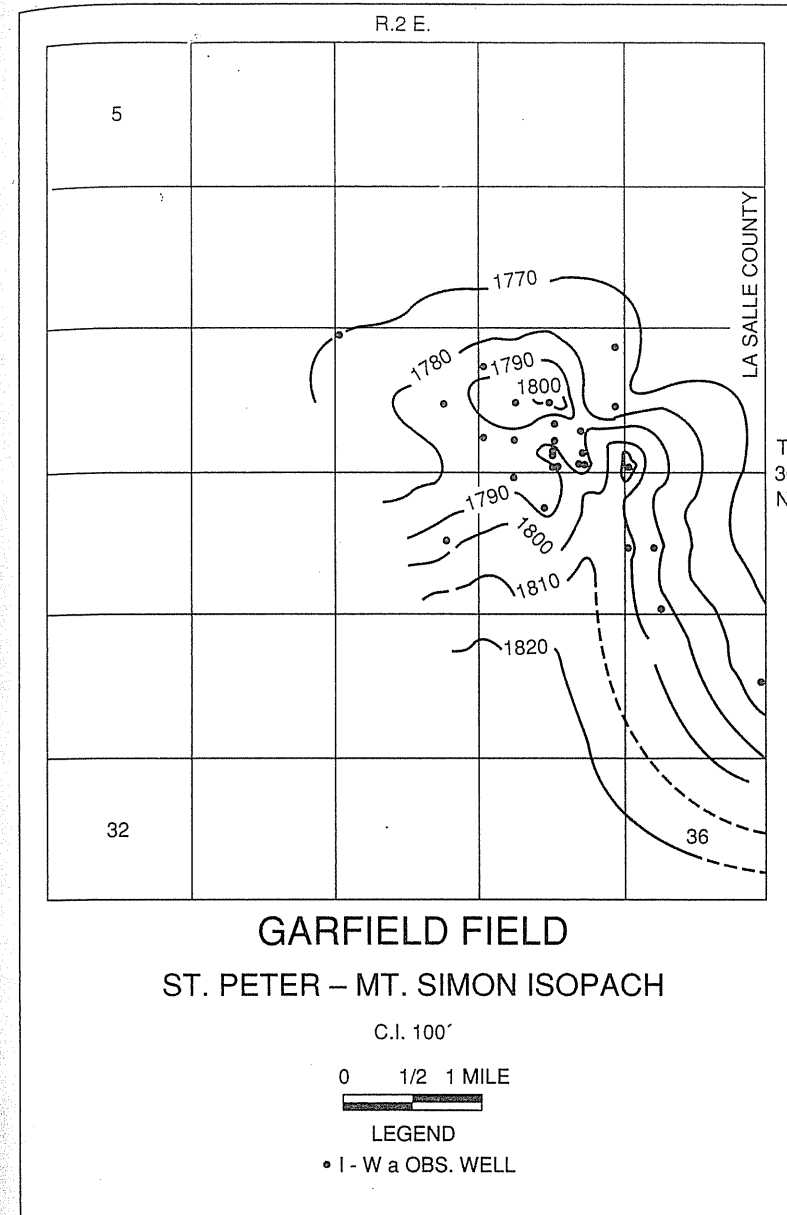 R.2 E.
5
LA SALLE COUNTY
1770
1780
1790
1800
T
N
1790
1800
1810
1820
32
36
GARFIELD FIELD
ST. PETER – MT. SIMON ISOPACH
C.I. 100´
0 1/2 1 MILE
LEGEND
I - W a OBS. WELL